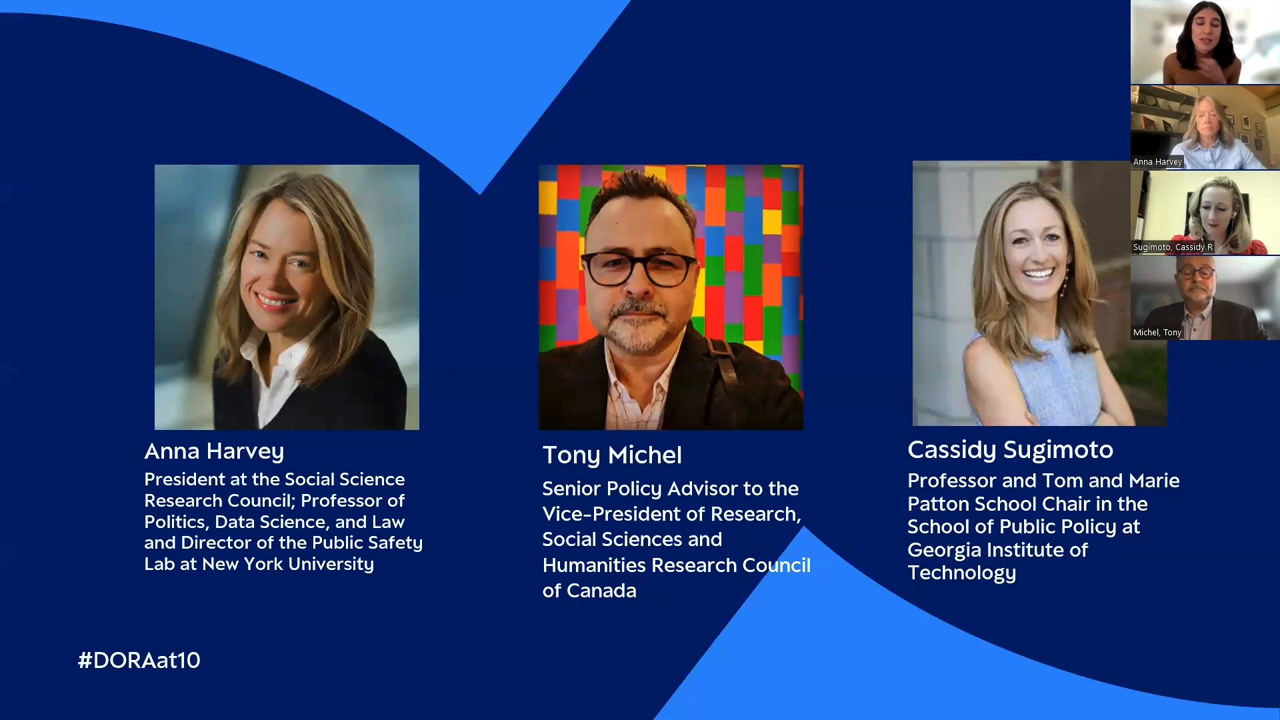 Anna Harvey
President at the Social Science
Research Council; Professor of
Politics, Data Science, and Law
and Director of the Public Safety
Lab at New York University
Tony Michel
Senior Policy Advisor to the
Vice-President of Research,
Social Sciences and
Humanities Research Council
of Canada
Cassidy Sugimoto
Professor and Tom and Marie
Patton School Chair in the
School of Public Policy at
Georgia Institute of
Technology
#DORAat10
Anna Harvey
Sugimoto, Cassidy R
Michel, Tony